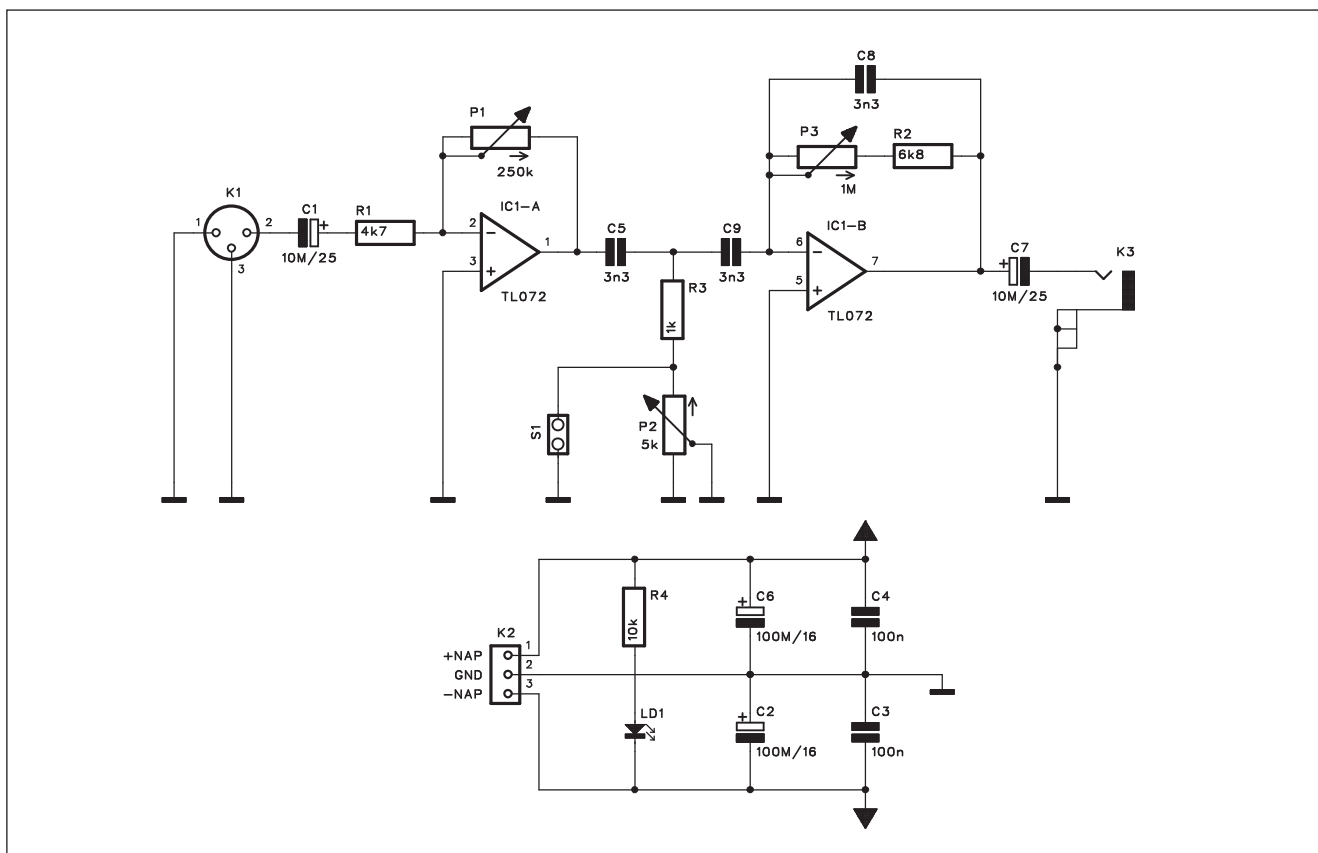 C8
3n3
P1
250k
P3
1M
R2
6k8
K1
1
2
3
C1
+
10M/25
R1
4k7
IC1-A
2
−
3
+
1
TL072
C5
3n3
C9
3n3
R3
1k
IC1-B
6
−
5
+
7
TL072
C7
+
10M/25
K3
S1
P2
5k
K2
+NAP
1
GND
2
-NAP
3
R4
10k
LD1
C6
+
100M/16
C4
100n
C2
+
100M/16
C3
100n